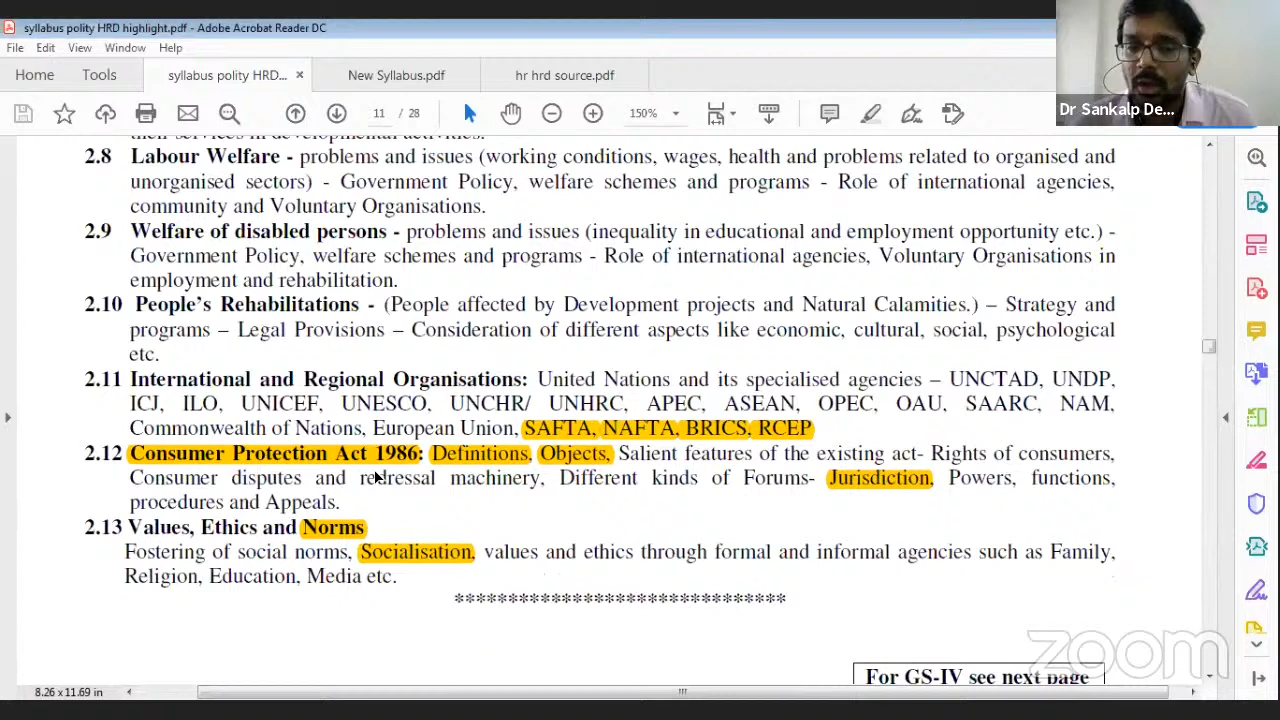 syllabus polity HRD highlight.pdf - Adobe Acrobat Reader DC
File Edit View Window Help
Home Tools syllabus polity HRD... × New Syllabus.pdf hr hrd source.pdf
11 / 28 150%
Dr Sankalp De...
their services in developmental activities.
2.8 Labour Welfare - problems and issues (working conditions, wages, health and problems related to organised and
unorganised sectors) - Government Policy, welfare schemes and programs - Role of international agencies,
community and Voluntary Organisations.
2.9 Welfare of disabled persons - problems and issues (inequality in educational and employment opportunity etc.) -
Government Policy, welfare schemes and programs - Role of international agencies, Voluntary Organisations in
employment and rehabilitation.
2.10 People's Rehabilitations - (People affected by Development projects and Natural Calamities.) – Strategy and
programs – Legal Provisions – Consideration of different aspects like economic, cultural, social, psychological
etc.
2.11 International and Regional Organisations: United Nations and its specialised agencies – UNCTAD, UNDP,
ICJ, ILO, UNICEF, UNESCO, UNCHR/ UNHRC, APEC, ASEAN, OPEC, OAU, SAARC, NAM,
Commonwealth of Nations, European Union, SAFTA, NAFTA, BRICS, RCEP
2.12 Consumer Protection Act 1986: Definitions, Objects, Salient features of the existing act- Rights of consumers,
Consumer disputes and redressal machinery, Different kinds of Forums- Jurisdiction, Powers, functions,
procedures and Appeals.
2.13 Values, Ethics and Norms
Fostering of social norms, Socialisation, values and ethics through formal and informal agencies such as Family,
Religion, Education, Media etc.
******************************
For GS-IV see next page
zoom
8.26 x 11.69 in